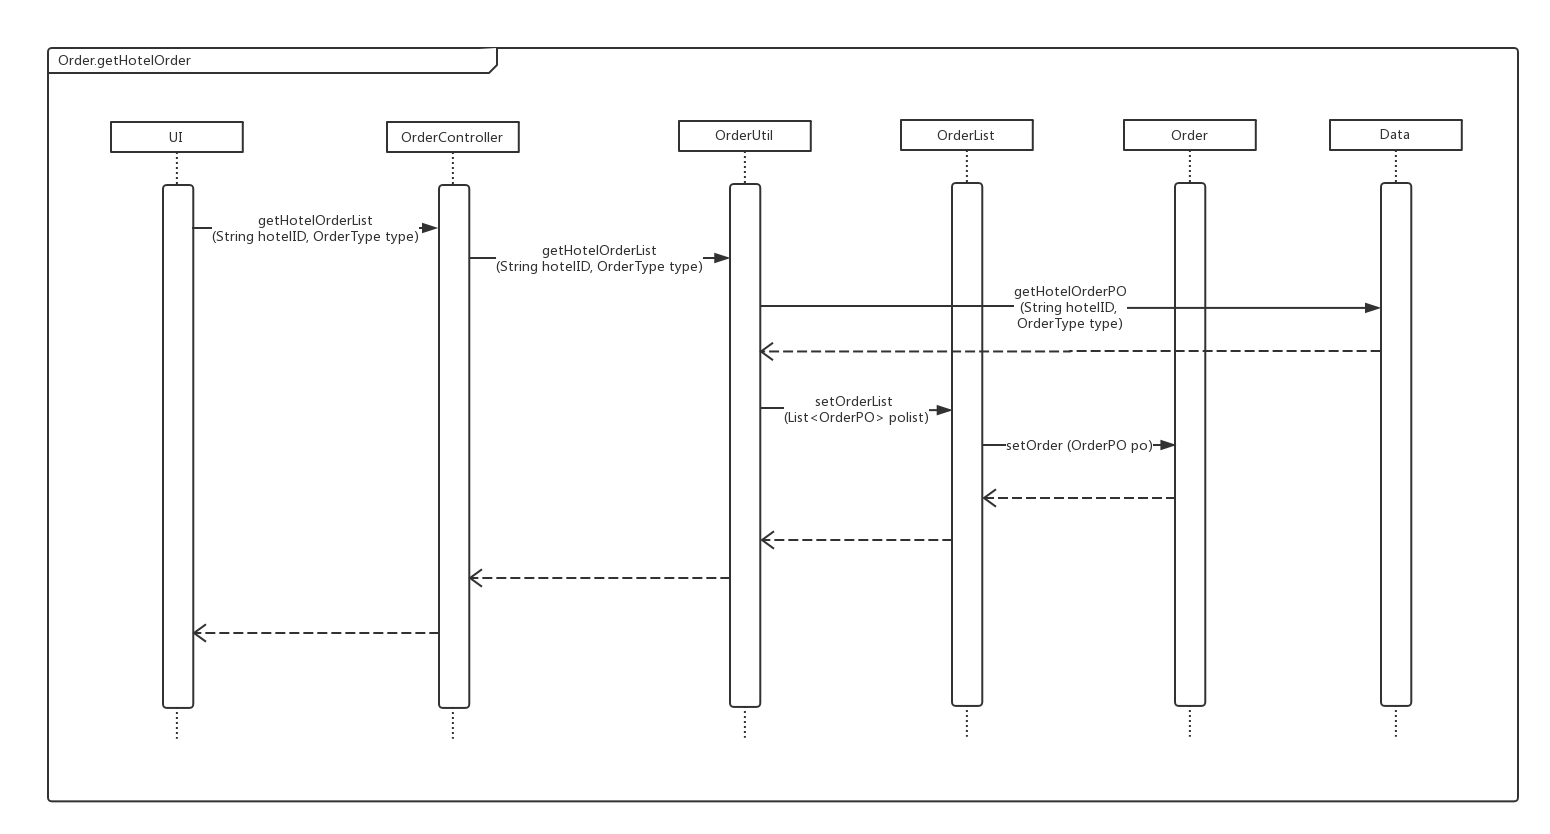 Order.getHotelOrder
UI
OrderController
OrderUtil
OrderList
Order
Data
getHotelOrderList
(String hotelID, OrderType type)
getHotelOrderList
(String hotelID, OrderType type)
getHotelOrderPO
(String hotelID,
OrderType type)
setOrderList
(List<OrderPO> polist)
setOrder (OrderPO po)